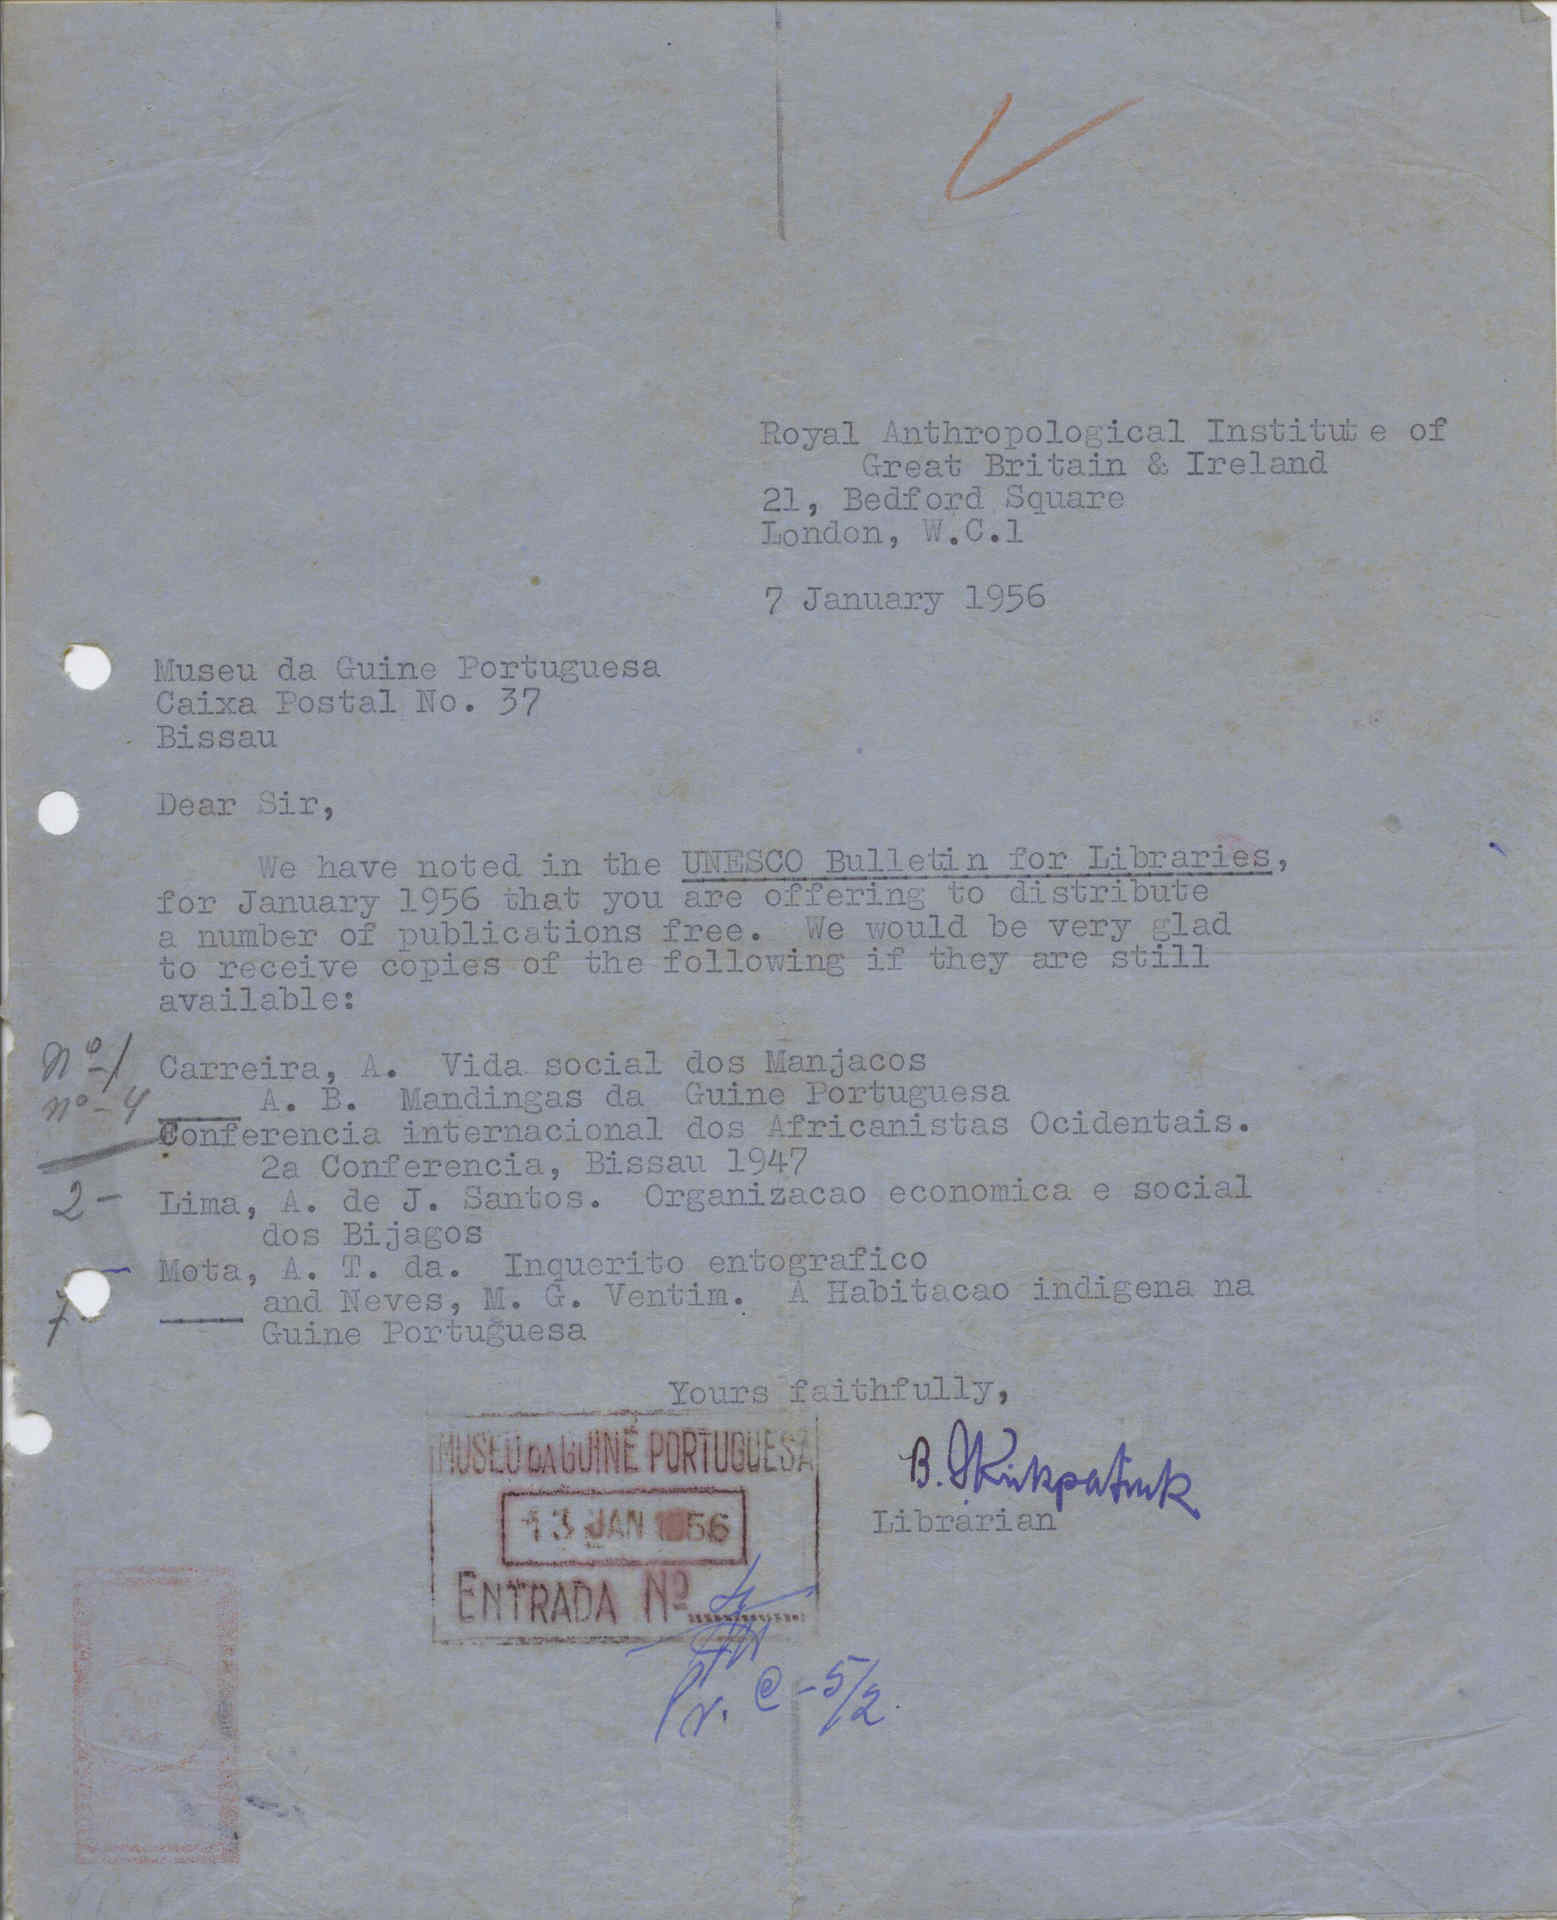 Royal Anthropological Institute of
Great Britain & Ireland
21, Bedford Square
London, W.C.1
7 January 1956
Museu da Guine Portuguesa
Caixa Postal No. 37
Bissau
Dear Sir,
We have noted in the UNESCO Bulletin for Libraries,
for January 1956 that you are offering to distribute
a number of publications free. We would be very glad
to receive copies of the following if they are still
available:
Nº-1 Carreira, A. Vida social dos Manjacos
nº-4 A. B. Mandingas da Guine Portuguesa
Conferencia internacional dos Africanistas Ocidentais.
2a Conferencia, Bissau 1947
2- Lima, A. de J. Santos. Organizacao economica e social
dos Bijagos
Mota, A. T. da. Inquerito entografico
7 and Neves, M. G. Ventim. A Habitacao indigena na
Guine Portuguesa
Yours faithfully,
B. J Kirkpatrick
Librarian
MUSEU DA GUINÉ PORTUGUESA
13 JAN 1956
ENTRADA Nº
Pr. C-5/2.